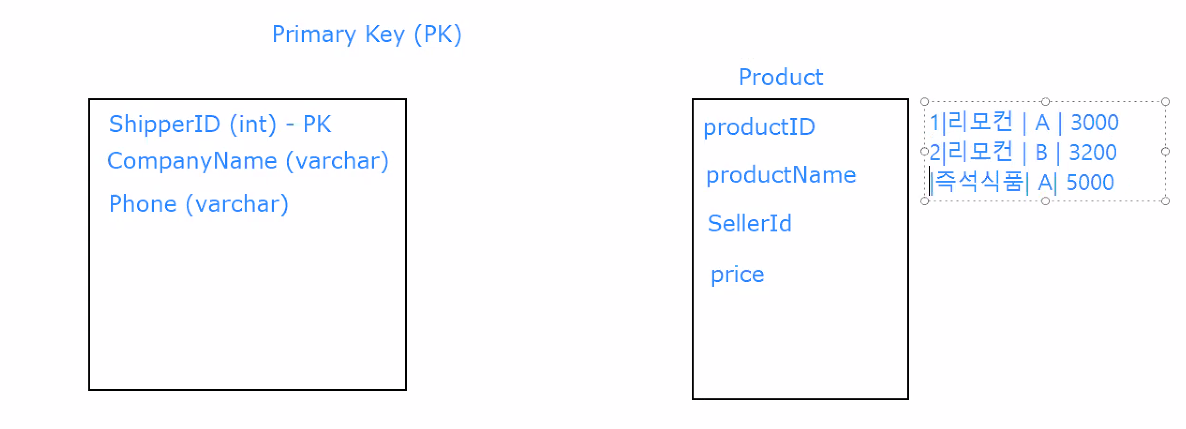 Primary Key (PK)
ShipperID (int) - PK
CompanyName (varchar)
Phone (varchar)
Product
productID
productName
SellerId
price
1|리모컨 | A | 3000
2|리모컨 | B | 3200
|즉석식품| A| 5000